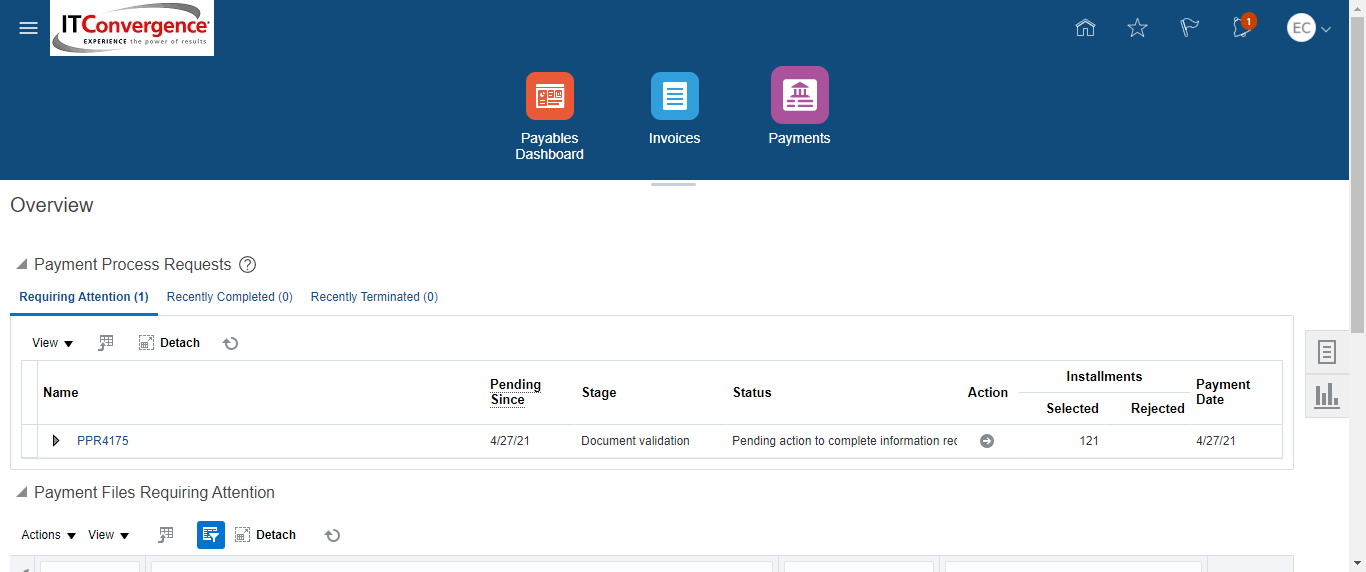 ITConvergence
EXPERIENCE the power of results
1
EC
Payables
Dashboard
Invoices
Payments
Overview
Payment Process Requests ?
Requiring Attention (1) Recently Completed (0) Recently Terminated (0)
View Detach
Name Pending Since Stage Status Action Installments Selected Rejected Payment Date
PPR4175 4/27/21 Document validation Pending action to complete information rec 121 4/27/21
Payment Files Requiring Attention
Actions View Detach